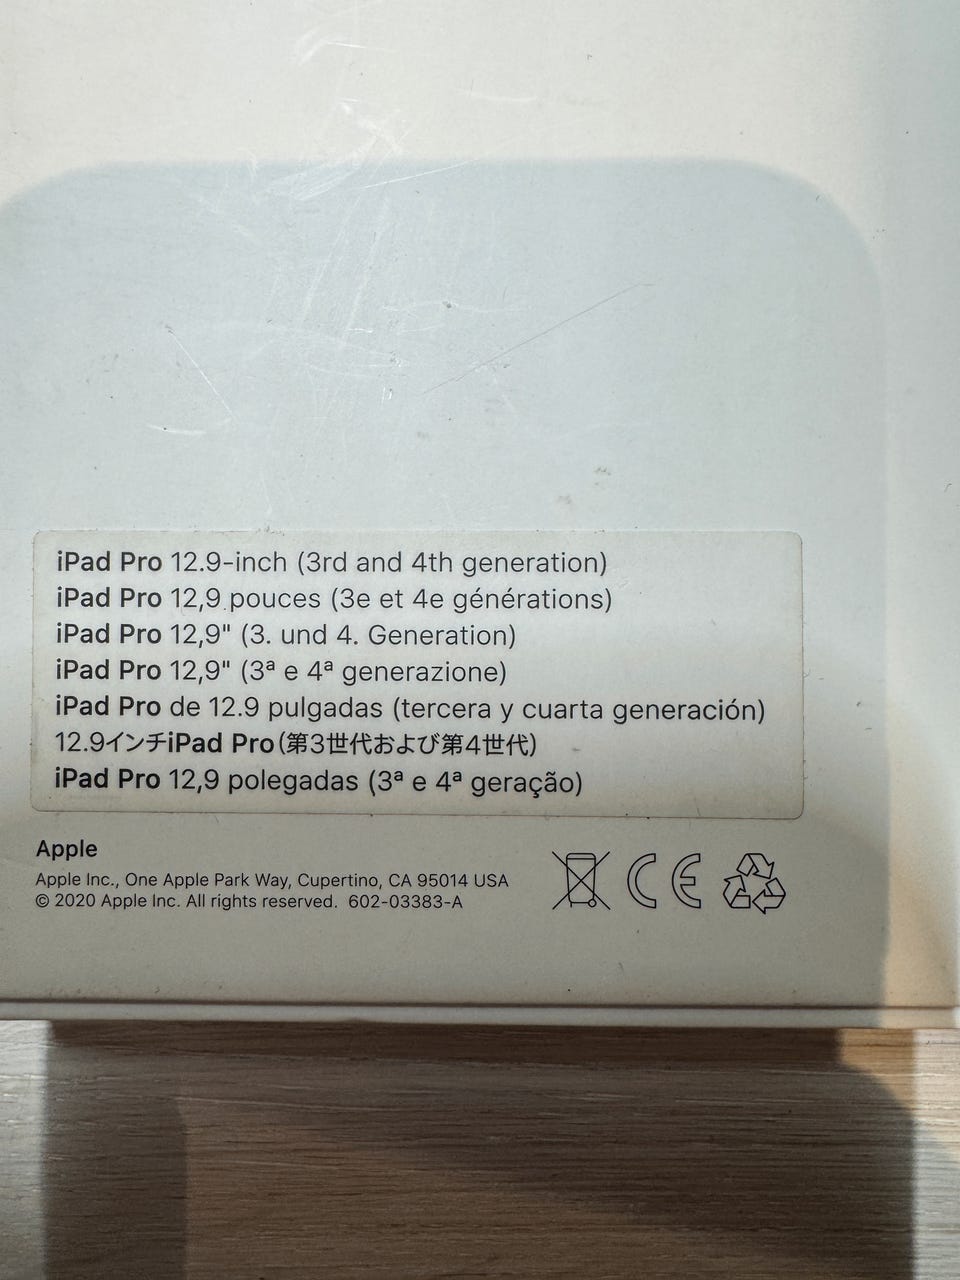 iPad Pro 12.9-inch (3rd and 4th generation)
iPad Pro 12,9 pouces (3e et 4e générations)
iPad Pro 12,9" (3. und 4. Generation)
iPad Pro 12,9" (3ª e 4ª generazione)
iPad Pro de 12.9 pulgadas (tercera y cuarta generación)
12.9インチiPad Pro(第3世代および第4世代)
iPad Pro 12,9 polegadas (3ª e 4ª geração)
Apple
Apple Inc., One Apple Park Way, Cupertino, CA 95014 USA
© 2020 Apple Inc. All rights reserved. 602-03383-A
CE